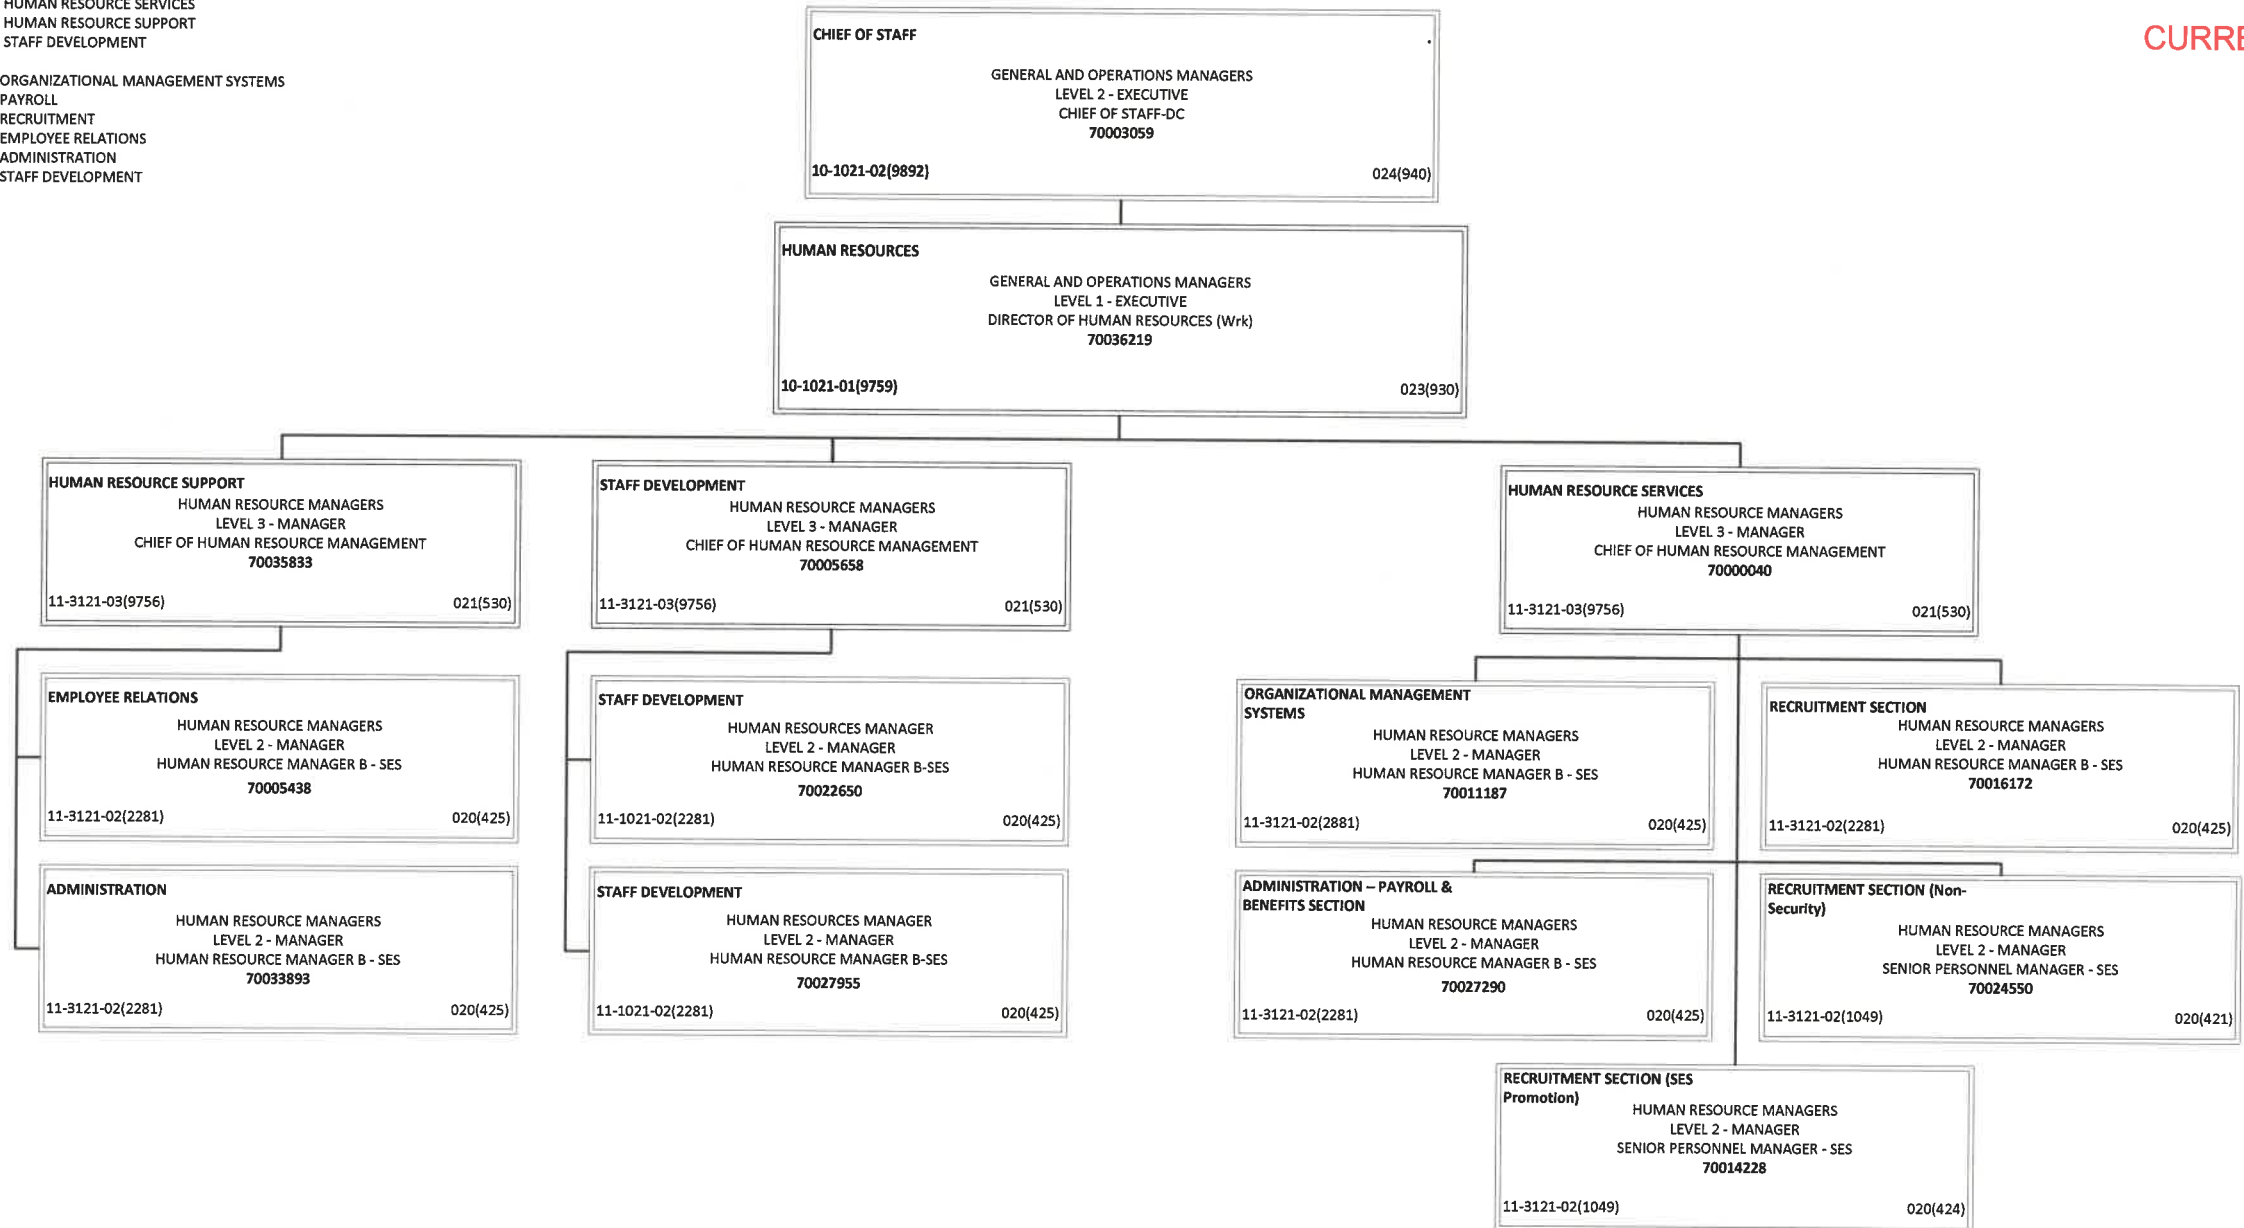 HUMAN RESOURCE SERVICES
HUMAN RESOURCE SUPPORT
STAFF DEVELOPMENT
ORGANIZATIONAL MANAGEMENT SYSTEMS
PAYROLL
RECRUITMENT
EMPLOYEE RELATIONS
ADMINISTRATION
STAFF DEVELOPMENT
CURRE
CHIEF OF STAFF
GENERAL AND OPERATIONS MANAGERS
LEVEL 2 - EXECUTIVE
CHIEF OF STAFF-DC
70003059
10-1021-02(9892) 024(940)
HUMAN RESOURCES
GENERAL AND OPERATIONS MANAGERS
LEVEL 1 - EXECUTIVE
DIRECTOR OF HUMAN RESOURCES (Wrk)
70036219
10-1021-01(9759) 023(930)
HUMAN RESOURCE SUPPORT
HUMAN RESOURCE MANAGERS
LEVEL 3 - MANAGER
CHIEF OF HUMAN RESOURCE MANAGEMENT
70035833
11-3121-03(9756) 021(530)
STAFF DEVELOPMENT
HUMAN RESOURCE MANAGERS
LEVEL 3 - MANAGER
CHIEF OF HUMAN RESOURCE MANAGEMENT
70005658
11-3121-03(9756) 021(530)
HUMAN RESOURCE SERVICES
HUMAN RESOURCE MANAGERS
LEVEL 3 - MANAGER
CHIEF OF HUMAN RESOURCE MANAGEMENT
70000040
11-3121-03(9756) 021(530)
EMPLOYEE RELATIONS
HUMAN RESOURCE MANAGERS
LEVEL 2 - MANAGER
HUMAN RESOURCE MANAGER B - SES
70005438
11-3121-02(2281) 020(425)
STAFF DEVELOPMENT
HUMAN RESOURCES MANAGER
LEVEL 2 - MANAGER
HUMAN RESOURCE MANAGER B-SES
70022650
11-1021-02(2281) 020(425)
ORGANIZATIONAL MANAGEMENT
SYSTEMS
HUMAN RESOURCE MANAGERS
LEVEL 2 - MANAGER
HUMAN RESOURCE MANAGER B - SES
70011187
11-3121-02(2881) 020(425)
RECRUITMENT SECTION
HUMAN RESOURCE MANAGERS
LEVEL 2 - MANAGER
HUMAN RESOURCE MANAGER B - SES
70016172
11-3121-02(2281) 020(425)
ADMINISTRATION
HUMAN RESOURCE MANAGERS
LEVEL 2 - MANAGER
HUMAN RESOURCE MANAGER B - SES
70033893
11-3121-02(2281) 020(425)
STAFF DEVELOPMENT
HUMAN RESOURCES MANAGER
LEVEL 2 - MANAGER
HUMAN RESOURCE MANAGER B-SES
70027955
11-1021-02(2281) 020(425)
ADMINISTRATION – PAYROLL &
BENEFITS SECTION
HUMAN RESOURCE MANAGERS
LEVEL 2 - MANAGER
HUMAN RESOURCE MANAGER B - SES
70027290
11-3121-02(2281) 020(425)
RECRUITMENT SECTION (Non-
Security)
HUMAN RESOURCE MANAGERS
LEVEL 2 - MANAGER
SENIOR PERSONNEL MANAGER - SES
70024550
11-3121-02(1049) 020(421)
RECRUITMENT SECTION (SES
Promotion)
HUMAN RESOURCE MANAGERS
LEVEL 2 - MANAGER
SENIOR PERSONNEL MANAGER - SES
70014228
11-3121-02(1049) 020(424)